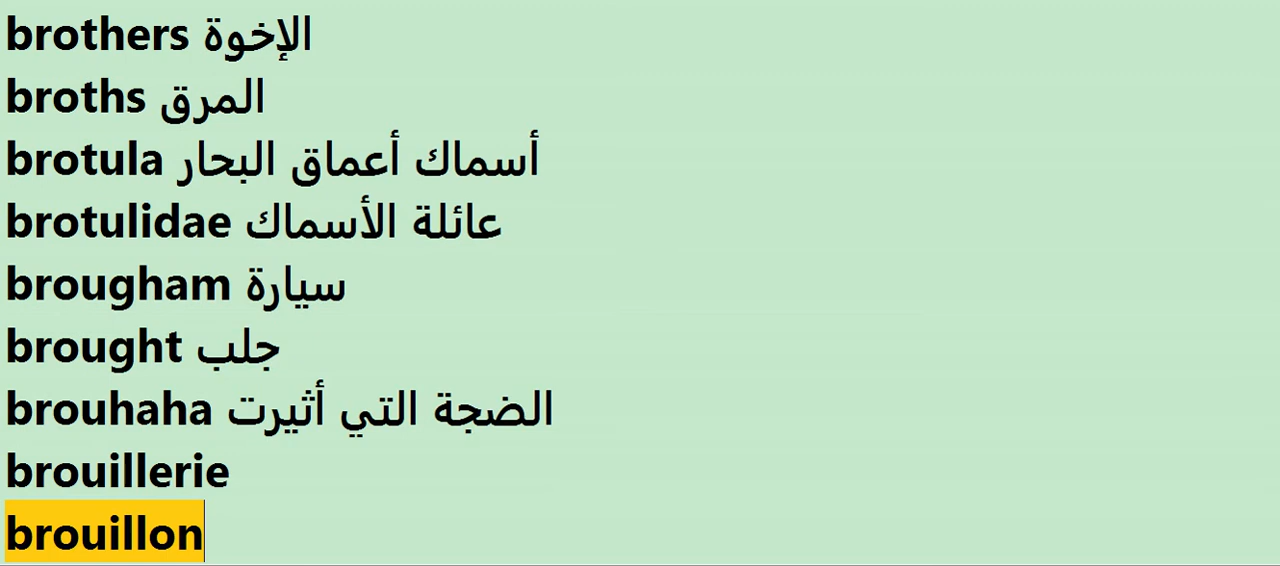 brothers الإخوة
broths المرق
brotula أسماك أعماق البحار
brotulidae عائلة الأسماك
brougham سيارة
brought جلب
brouhaha الضجة التي أثيرت
brouillerie
brouillon